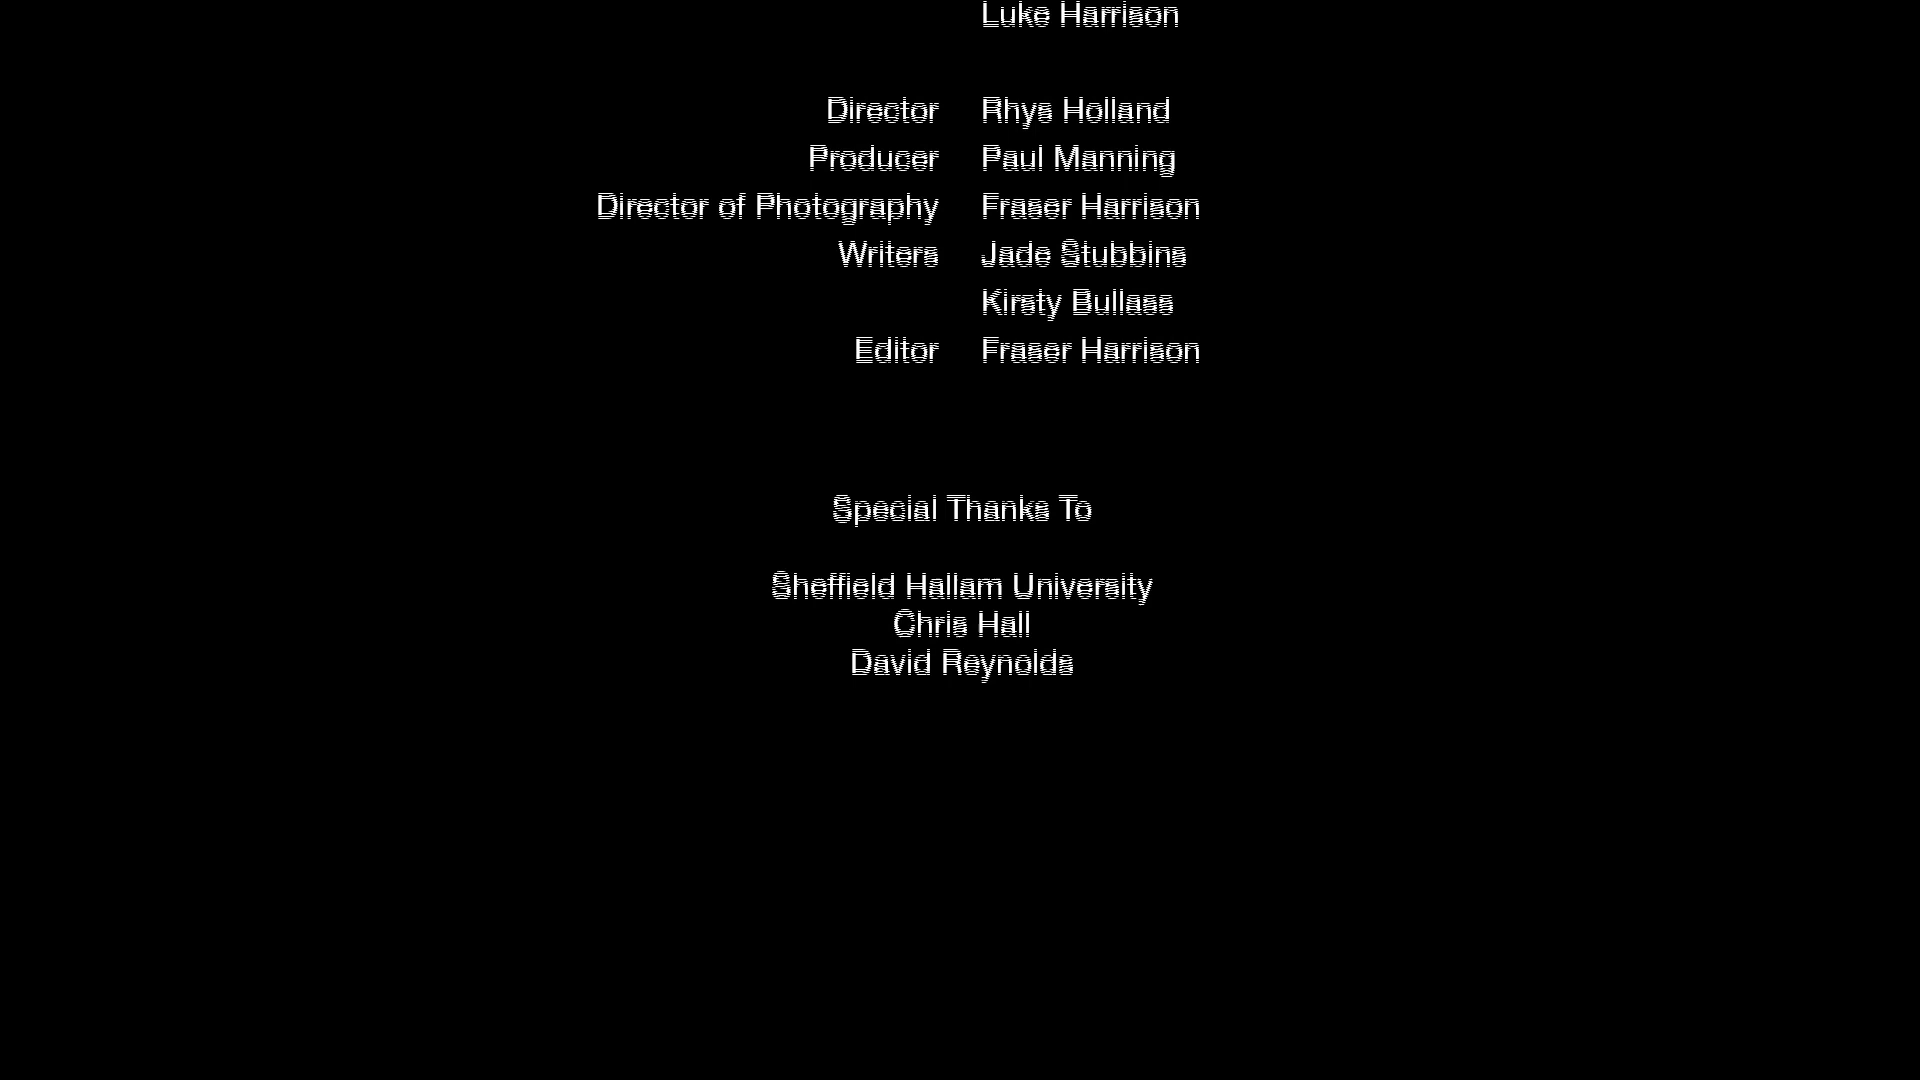 Luke Harrison
Director Rhys Holland
Producer Paul Manning
Director of Photography Fraser Harrison
Writers Jade Stubbins
Kirsty Bullass
Editor Fraser Harrison
Special Thanks To
Sheffield Hallam University
Chris Hall
David Reynolds